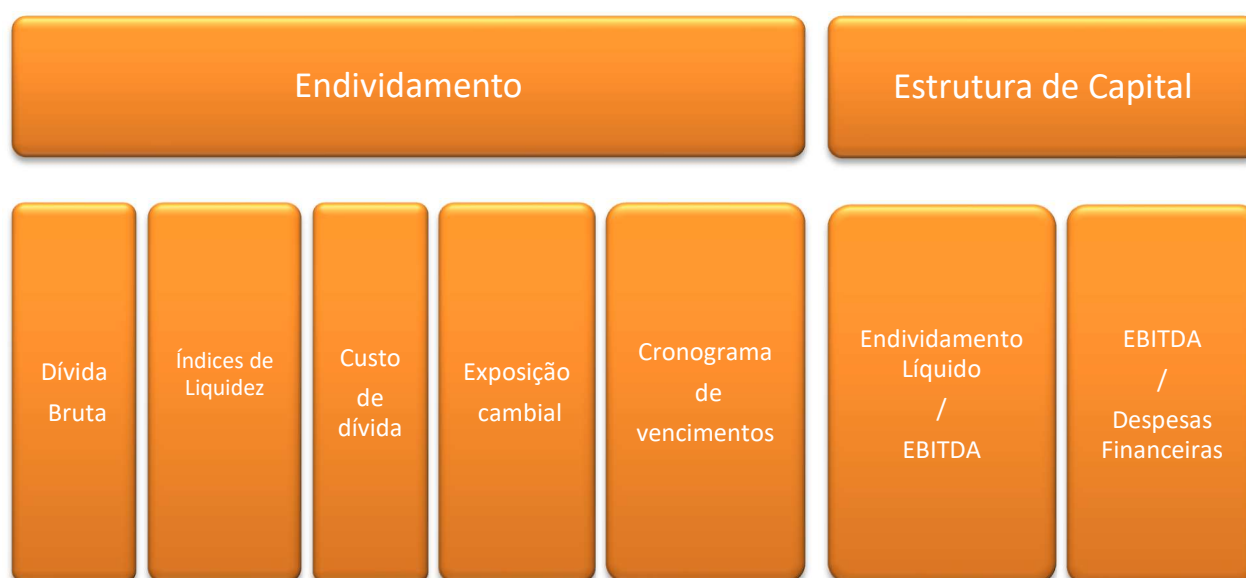 Endividamento
Estrutura de Capital
Dívida
Bruta
Índices de
Liquidez
Custo
de
dívida
Exposição
cambial
Cronograma
de
vencimentos
Endividamento
Líquido
/
EBITDA
EBITDA
/
Despesas
Financeiras